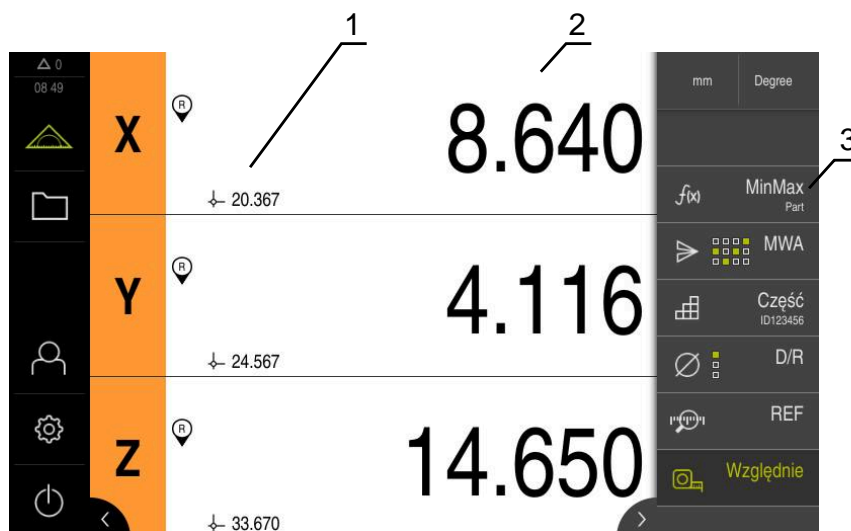 1
2
3
0
08 49
X
R
8.640
20.367
Y
R
4.116
24.567
Z
R
14.650
33.670
mm Degree
f(x) MinMax
Part
MWA
Część
ID123456
D/R
REF
Względnie